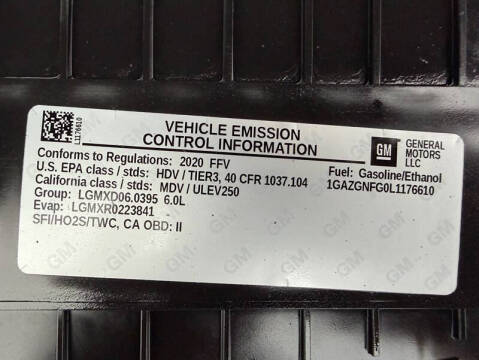 L1176610
VEHICLE EMISSION
CONTROL INFORMATION
GM
GENERAL
MOTORS
LLC
Conforms to Regulations: 2020 FFV
U.S. EPA class / stds: HDV / TIER3, 40 CFR 1037.104
California class / stds: MDV / ULEV250
Group: LGMXD06.0395 6.0L
Evap: LGMXR0223841
SFI/HO2S/TWC, CA OBD: II
Fuel: Gasoline/Ethanol
1GAZGNFG0L1176610